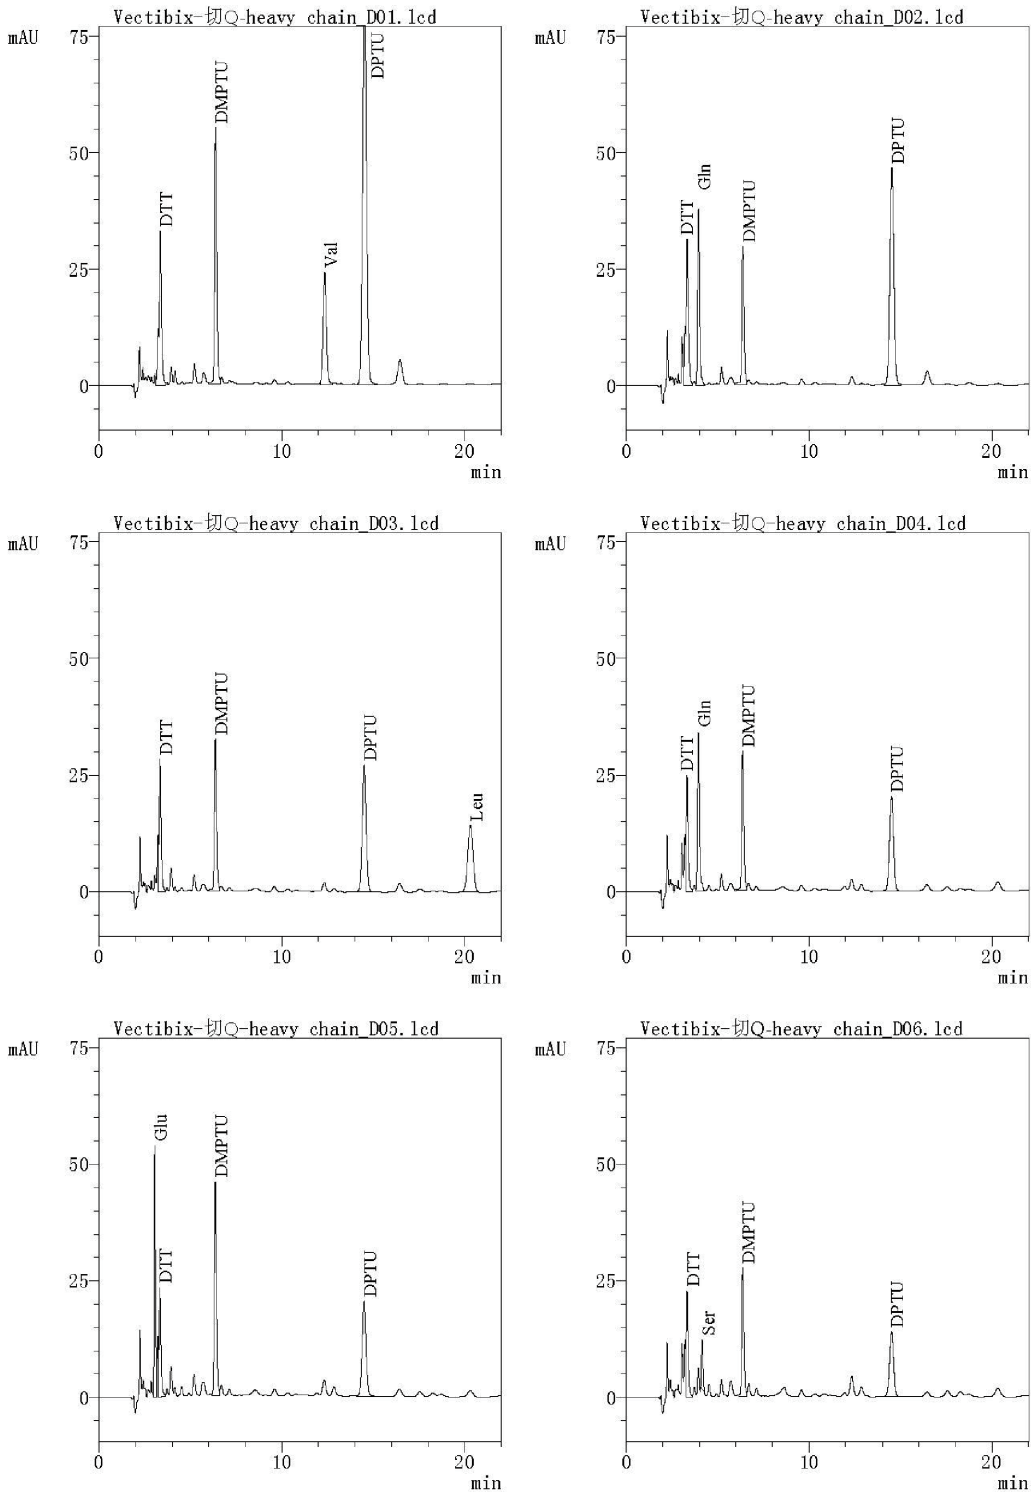 Vectibix-切Q-heavy chain_D01.lcd
mAU
75
50
25
0
DTT
DMPTU
Val
DPTU
0
10
20
min
Vectibix-切Q-heavy chain_D02.lcd
mAU
75
50
25
0
DTT
Gln
DMPTU
DPTU
0
10
20
min
Vectibix-切Q-heavy chain_D03.lcd
mAU
75
50
25
0
DTT
DMPTU
DPTU
Leu
0
10
20
min
Vectibix-切Q-heavy chain_D04.lcd
mAU
75
50
25
0
DTT
Gln
DMPTU
DPTU
0
10
20
min
Vectibix-切Q-heavy chain_D05.lcd
mAU
75
50
25
0
Glu
DTT
DMPTU
DPTU
0
10
20
min
Vectibix-切Q-heavy chain_D06.lcd
mAU
75
50
25
0
DTT
Ser
DMPTU
DPTU
0
10
20
min